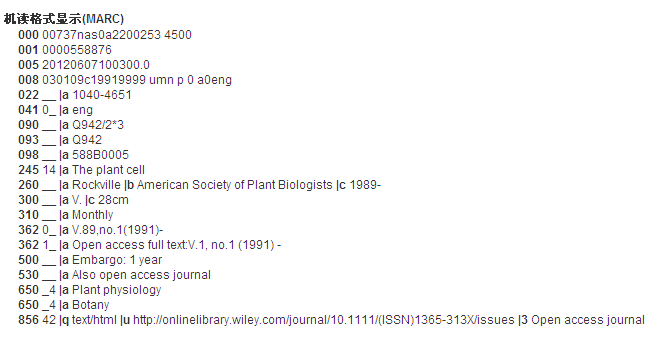 机读格式显示(MARC)
000 00737nas0a2200253 4500
001 0000558876
005 20120607100300.0
008 030109c19919999 umn p 0 a0eng
022 __ |a 1040-4651
041 0_ |a eng
090 __ |a Q942/2*3
093 __ |a Q942
098 __ |a 588B0005
245 14 |a The plant cell
260 __ |a Rockville |b American Society of Plant Biologists |c 1989-
300 __ |a V. |c 28cm
310 __ |a Monthly
362 0_ |a V.89,no.1(1991)-
362 1_ |a Open access full text:V.1, no.1 (1991) -
500 __ |a Embargo: 1 year
530 __ |a Also open access journal
650 _4 |a Plant physiology
650 _4 |a Botany
856 42 |q text/html |u http://onlinelibrary.wiley.com/journal/10.1111/(ISSN)1365-313X/issues |3 Open access journal